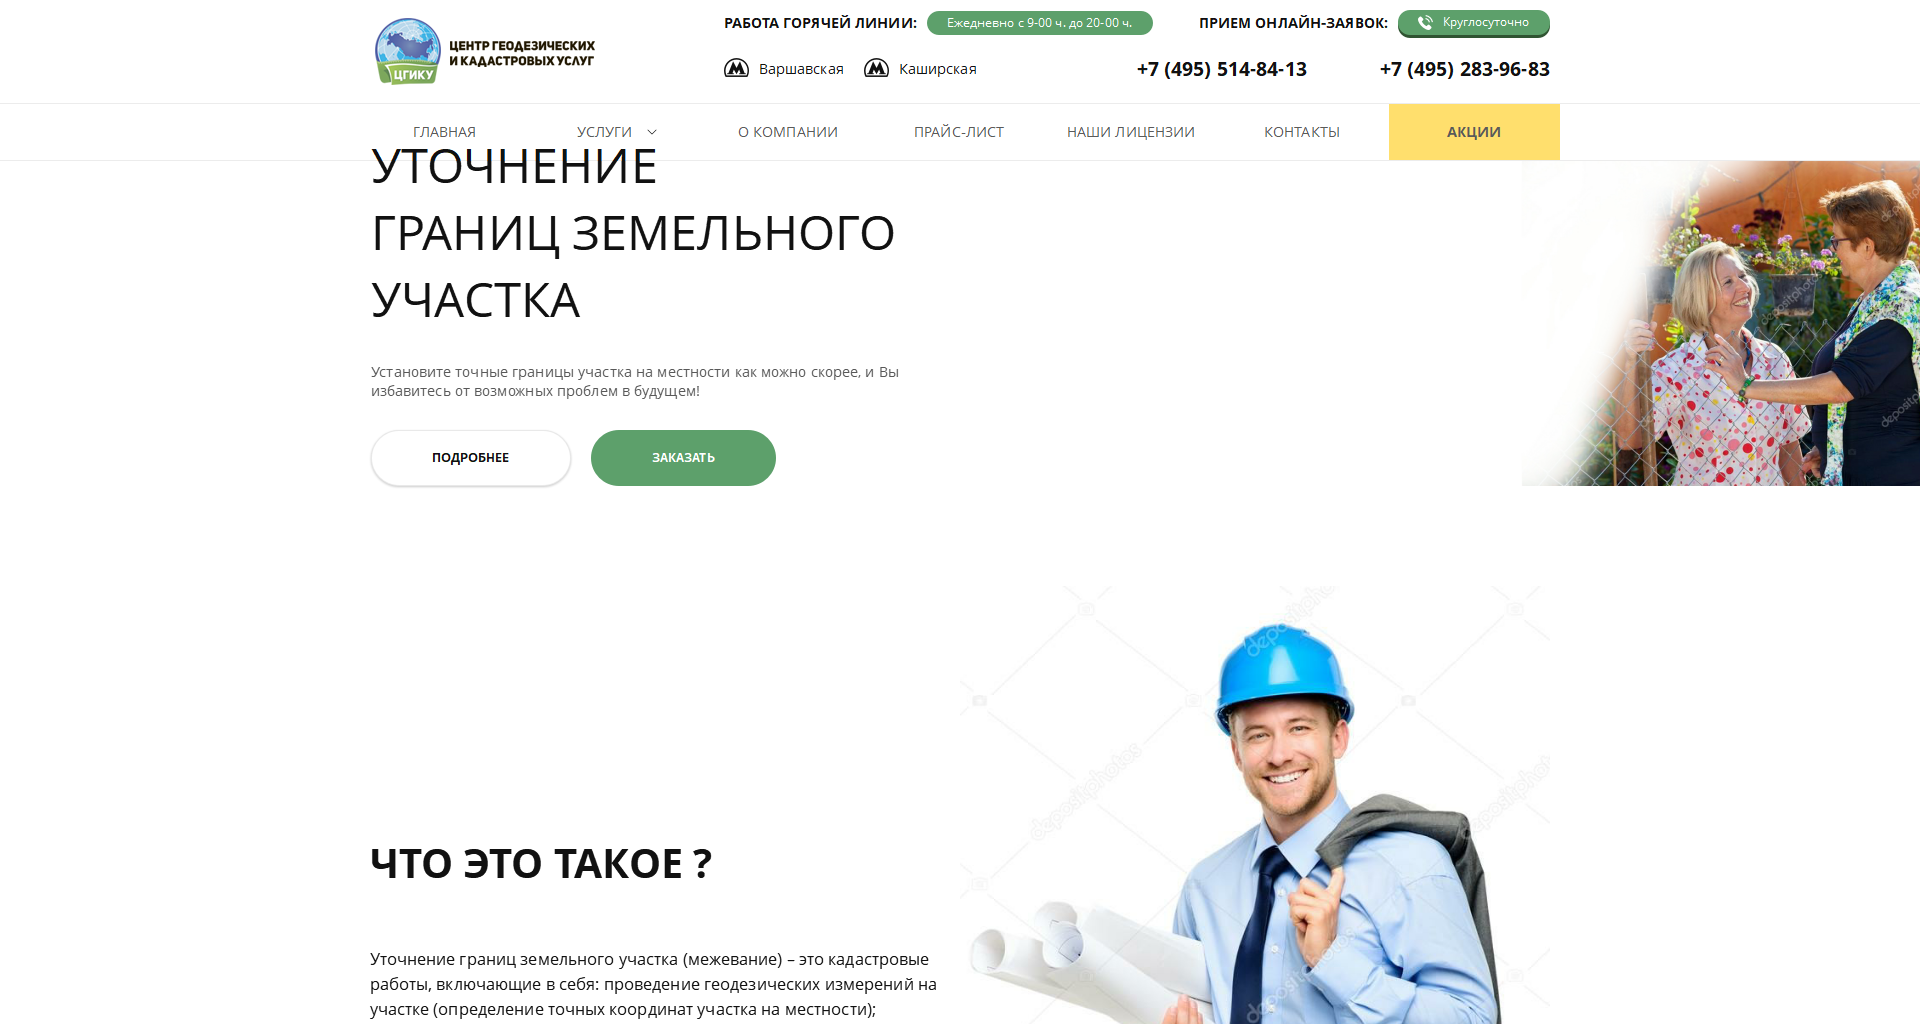 ЦЕНТР ГЕОДЕЗИЧЕСКИХ
И КАДАСТРОВЫХ УСЛУГ
ЦГИКУ
РАБОТА ГОРЯЧЕЙ ЛИНИИ: Ежедневно с 9-00 ч. до 20-00 ч.
ПРИЕМ ОНЛАЙН-ЗАЯВОК: Круглосуточно
Варшавская Каширская
+7 (495) 514-84-13 +7 (495) 283-96-83
ГЛАВНАЯ УСЛУГИ О КОМПАНИИ ПРАЙС-ЛИСТ НАШИ ЛИЦЕНЗИИ КОНТАКТЫ АКЦИИ
УТОЧНЕНИЕ
ГРАНИЦ ЗЕМЕЛЬНОГО
УЧАСТКА
Установите точные границы участка на местности как можно скорее, и Вы
избавитесь от возможных проблем в будущем!
ПОДРОБНЕЕ ЗАКАЗАТЬ
depositphotos
depositphotos
depositphotos
depositphotos
ЧТО ЭТО ТАКОЕ ?
Уточнение границ земельного участка (межевание) – это кадастровые
работы, включающие в себя: проведение геодезических измерений на
участке (определение точных координат участка на местности);